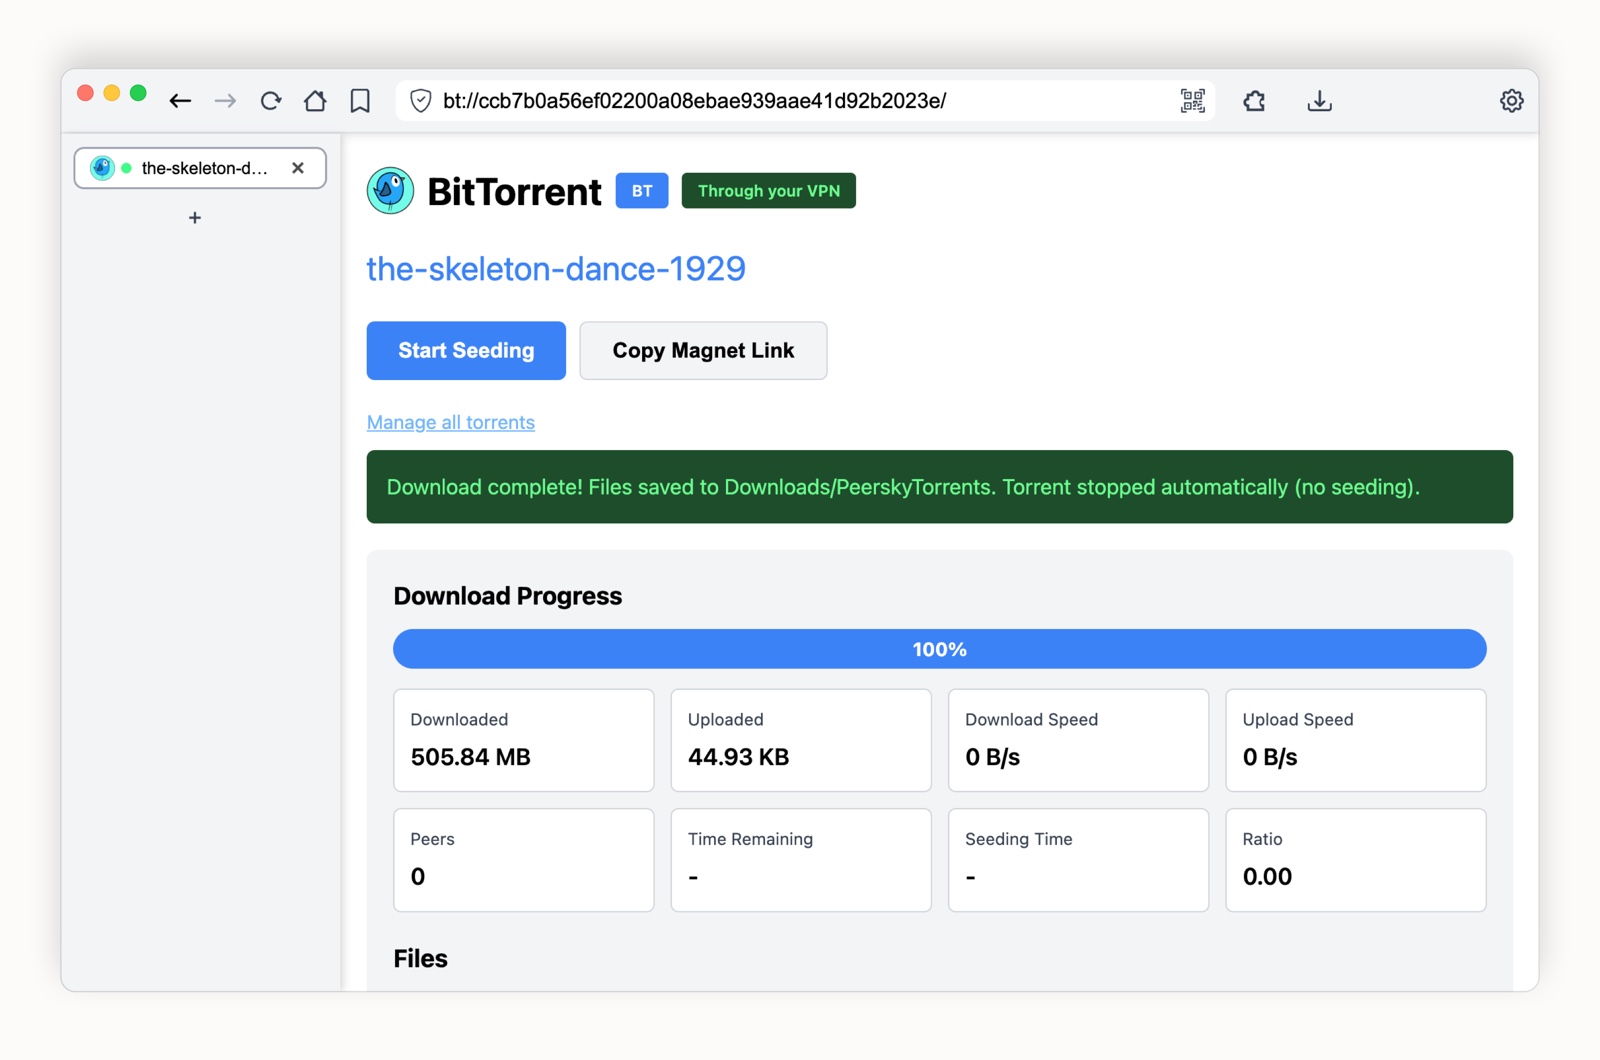 bt://ccb7b0a56ef02200a08ebae939aae41d92b2023e/
the-skeleton-d...
+
BitTorrent BT Through your VPN
the-skeleton-dance-1929
Start Seeding Copy Magnet Link
Manage all torrents
Download complete! Files saved to Downloads/PeerskyTorrents. Torrent stopped automatically (no seeding).
Download Progress
100%
Downloaded Uploaded Download Speed Upload Speed
505.84 MB 44.93 KB 0 B/s 0 B/s
Peers Time Remaining Seeding Time Ratio
0 - - 0.00
Files